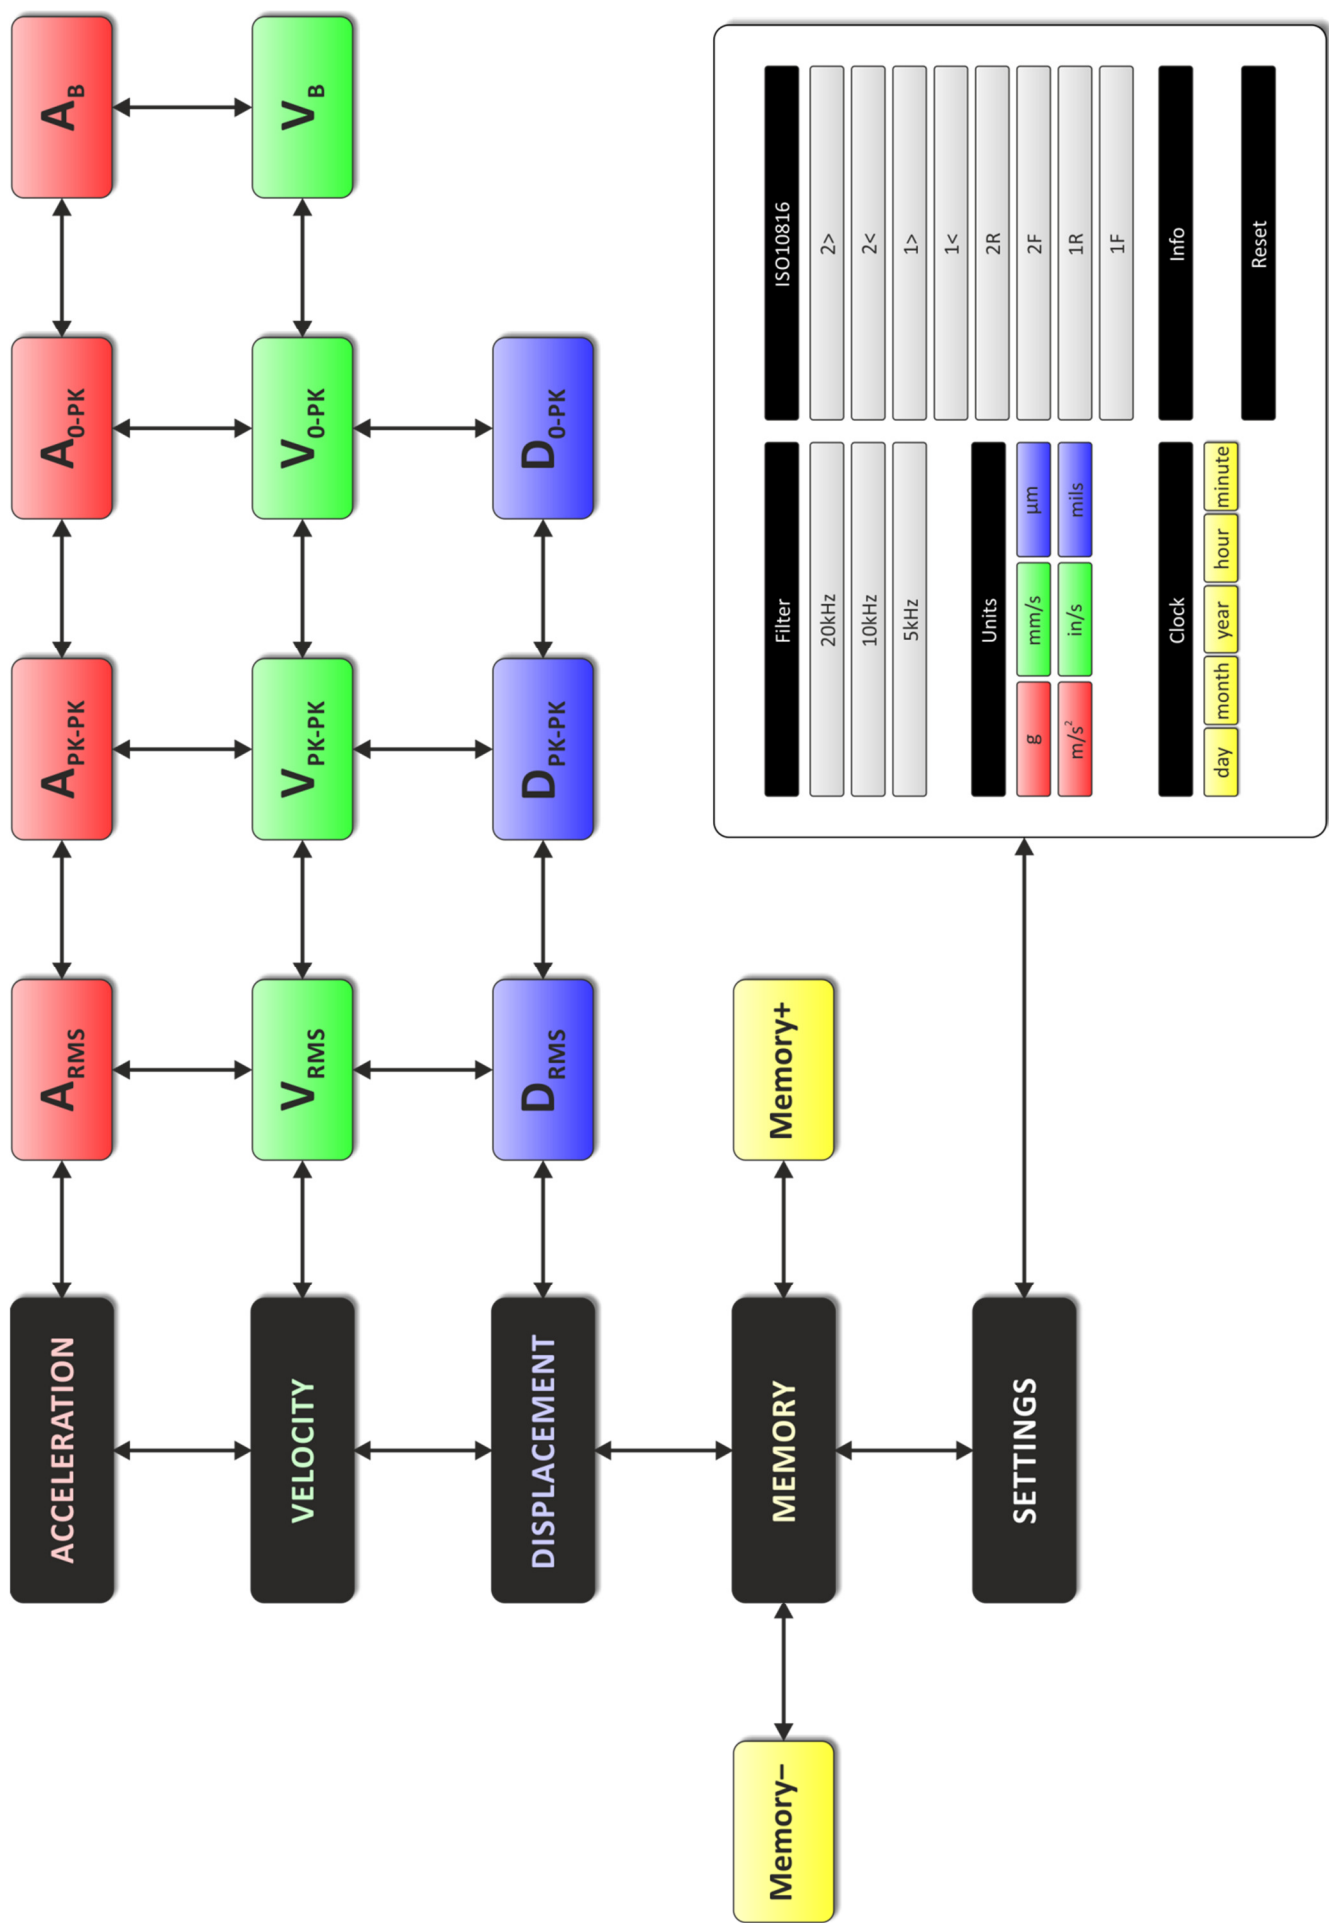 ACCELERATION
A RMS
A PK-PK
A 0-PK
A B
VELOCITY
V RMS
V PK-PK
V 0-PK
V B
DISPLACEMENT
D RMS
D PK-PK
D 0-PK
Memory−
MEMORY
Memory+
SETTINGS
Filter
20kHz
10kHz
5kHz
Units
g mm/s µm
m/s² in/s mils
Clock
day month year hour minute
ISO10816
2>
2<
1>
1<
2R
2F
1R
1F
Info
Reset